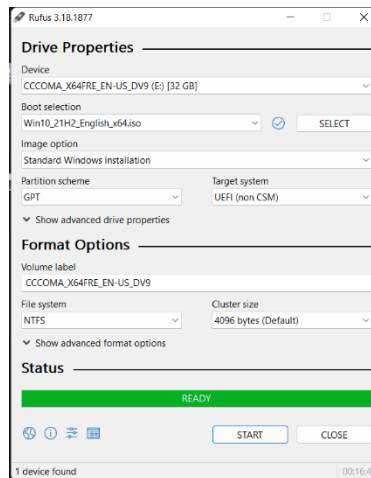 Rufus 3.18.1877
Drive Properties
Device
CCCOMA_X64FRE_EN-US_DV9 (E:) [32 GB]
Boot selection
Win10_21H2_English_x64.iso SELECT
Image option
Standard Windows installation
Partition scheme Target system
GPT UEFI (non CSM)
Show advanced drive properties
Format Options
Volume label
CCCOMA_X64FRE_EN-US_DV9
File system Cluster size
NTFS 4096 bytes (Default)
Show advanced format options
Status
READY
START CLOSE
1 device found